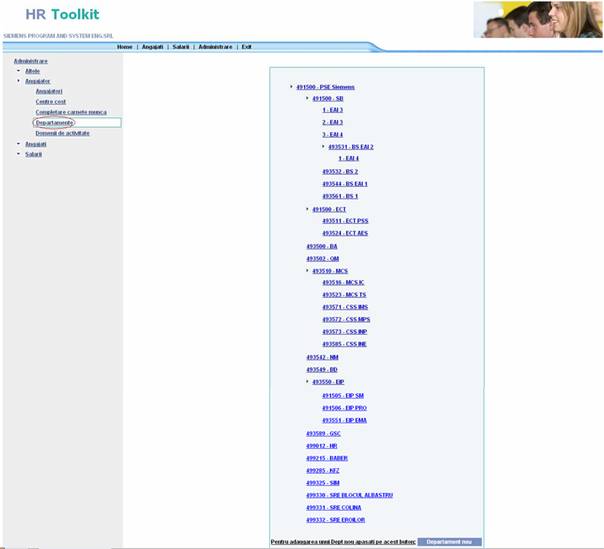 HR Toolkit
SIEMENS PROGRAM AND SYSTEM ENG.SRL
Home | Angajati | Salarii | Administrare | Exit
Administrare
Altele
Angajator
Angajatori
Centre cost
Completare carnete munca
Departamente
Domenii de activitate
Angajati
Salarii
491500 - PSE Siemens
491500 - SB
1 - EAI 3
2 - EAI 3
3 - EAI 4
493531 - BS EAI 2
1 - EAI 4
493532 - BS 2
493544 - BS EAI 1
493561 - BS 1
491500 - ECT
493511 - ECT PSS
493524 - ECT AES
493500 - BA
493502 - QM
493510 - MCS
493516 - MCS IC
493523 - MCS TS
493571 - CSS IMS
493572 - CSS MPS
493573 - CSS INP
493585 - CSS INE
493542 - NM
493549 - BD
493550 - EIP
491505 - EIP SM
491506 - EIP PRO
493551 - EIP EMA
493589 - GSC
499012 - HR
499215 - BABER
499285 - KFZ
499325 - SIM
499330 - SRE BLOCUL ALBASTRU
499331 - SRE COLINA
499332 - SRE EROILOR
Pentru adaugarea unui Dept nou apasati pe acest buton: Departament nou